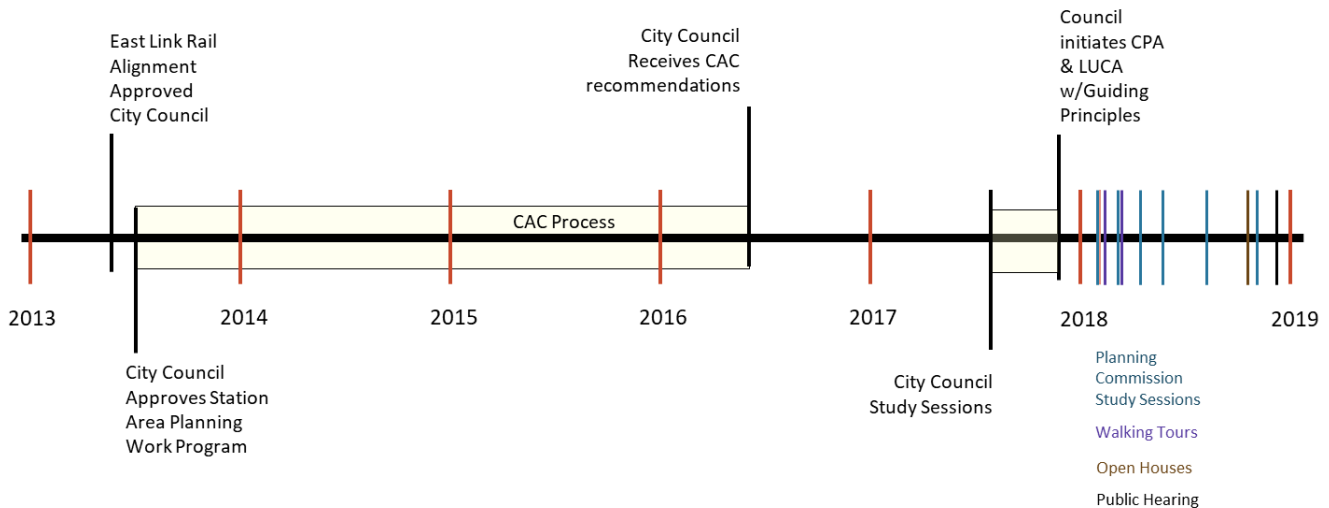 East Link Rail
Alignment
Approved
City Council
City Council
Receives CAC
recommendations
Council
initiates CPA
& LUCA
w/Guiding
Principles
CAC Process
2013
2014
2015
2016
2017
2018
2019
City Council
Approves Station
Area Planning
Work Program
City Council
Study Sessions
Planning
Commission
Study Sessions
Walking Tours
Open Houses
Public Hearing